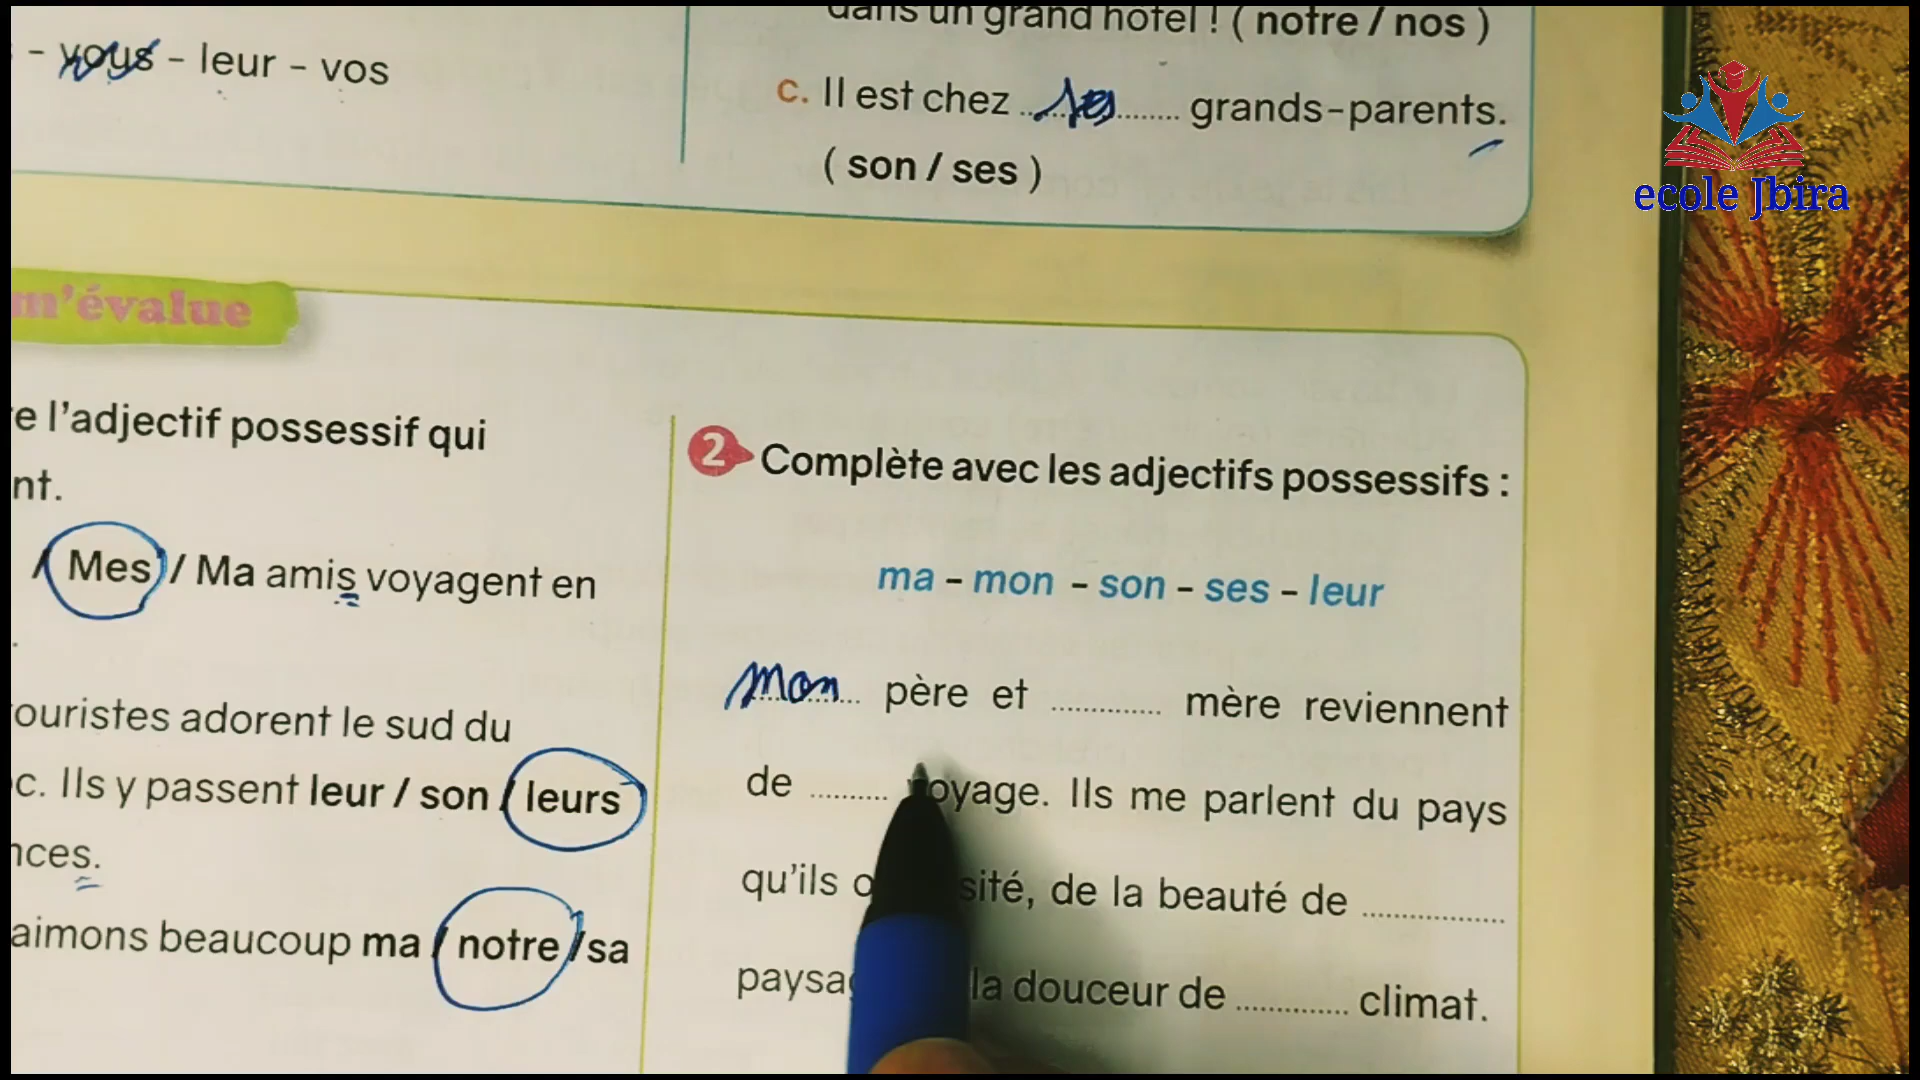 - vous - leur - vos
dans un grand hôtel ! ( notre / nos )
c. Il est chez ...ses... grands-parents.
( son / ses )
ecole Jbira
m'évalue
e l'adjectif possessif qui
nt.
/ Mes / Ma amis voyagent en
ouristes adorent le sud du
c. Ils y passent leur / son / leurs
nces.
aimons beaucoup ma / notre / sa
2 Complète avec les adjectifs possessifs :
ma - mon - son - ses - leur
mon père et ............ mère reviennent
de ......... voyage. Ils me parlent du pays
qu'ils sité, de la beauté de ...............
paysa la douceur de ............ climat.